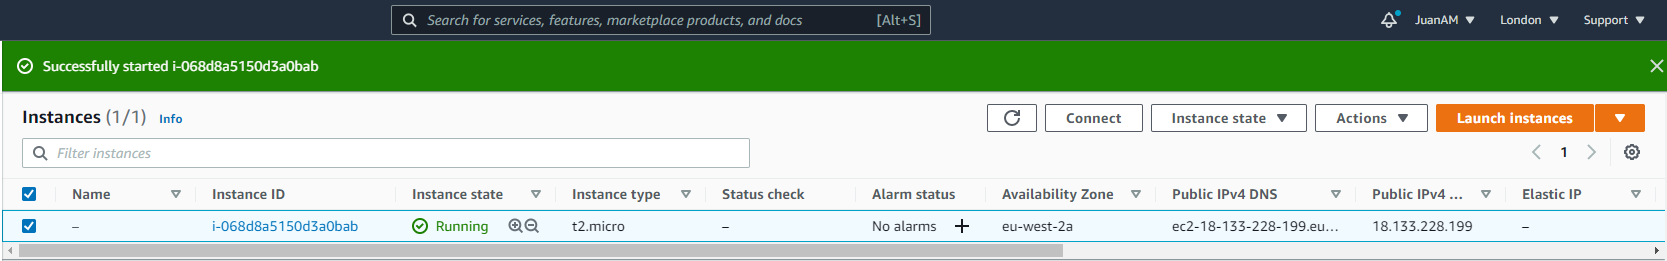 Search for services, features, marketplace products, and docs [Alt+S] JuanAM London Support
Successfully started i-068d8a5150d3a0bab
Instances (1/1) Info Connect Instance state Actions Launch instances
Filter instances 1
Name Instance ID Instance state Instance type Status check Alarm status Availability Zone Public IPv4 DNS Public IPv4 ... Elastic IP
– i-068d8a5150d3a0bab Running t2.micro – No alarms + eu-west-2a ec2-18-133-228-199.eu... 18.133.228.199 –